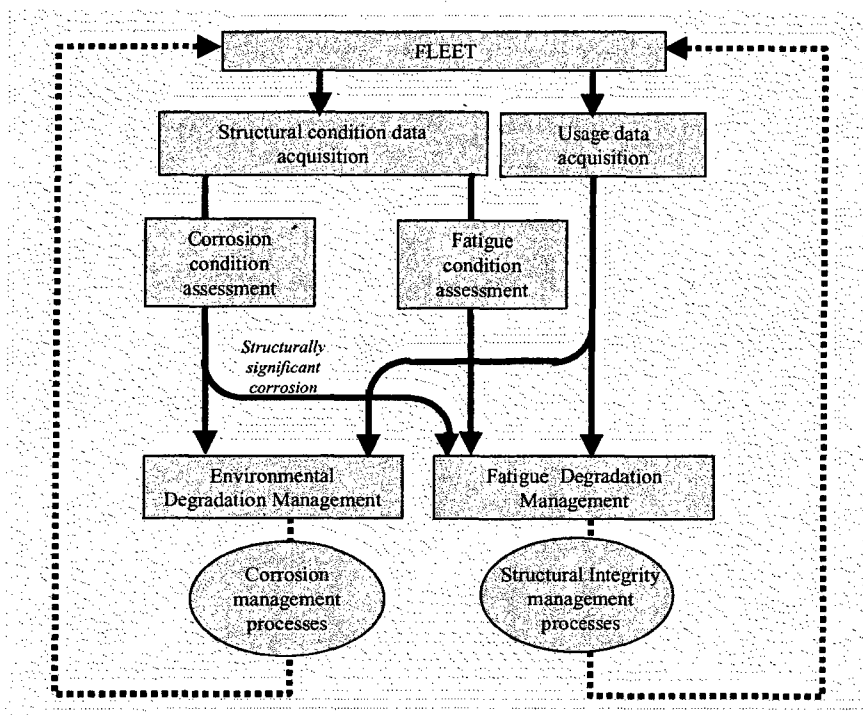 FLEET
Structural condition data
acquisition
Usage data
acquisition
Corrosion
condition
assessment
Fatigue
condition
assessment
Structurally
significant
corrosion
Environmental
Degradation Management
Fatigue Degradation
Management
Corrosion
management
processes
Structural Integrity
management
processes